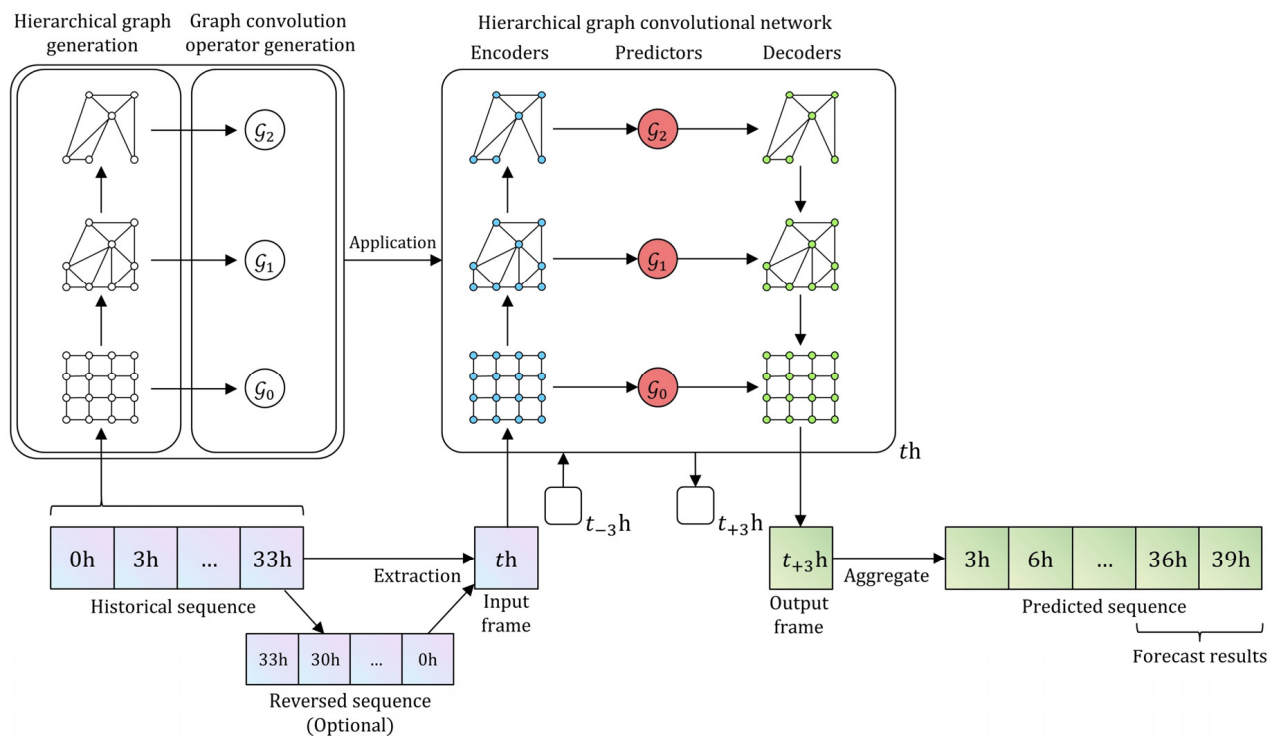 Hierarchical graph
generation
Graph convolution
operator generation
Hierarchical graph convolutional network
Encoders
Predictors
Decoders
𝒢₂
𝒢₂
𝒢₁
Application
𝒢₁
𝒢₀
𝒢₀
th
t₋₃h
t₊₃h
0h
3h
...
33h
Extraction
th
t₊₃h
Aggregate
3h
6h
...
36h
39h
Historical sequence
Input
frame
Output
frame
Predicted sequence
Forecast results
33h
30h
...
0h
Reversed sequence
(Optional)